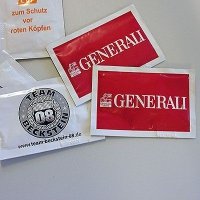 zum Schutz
vor
roten Köpfen
GENERALI
GENERALI
TEAM
08
BECKSTEIN
www.team-beckstein-08.de